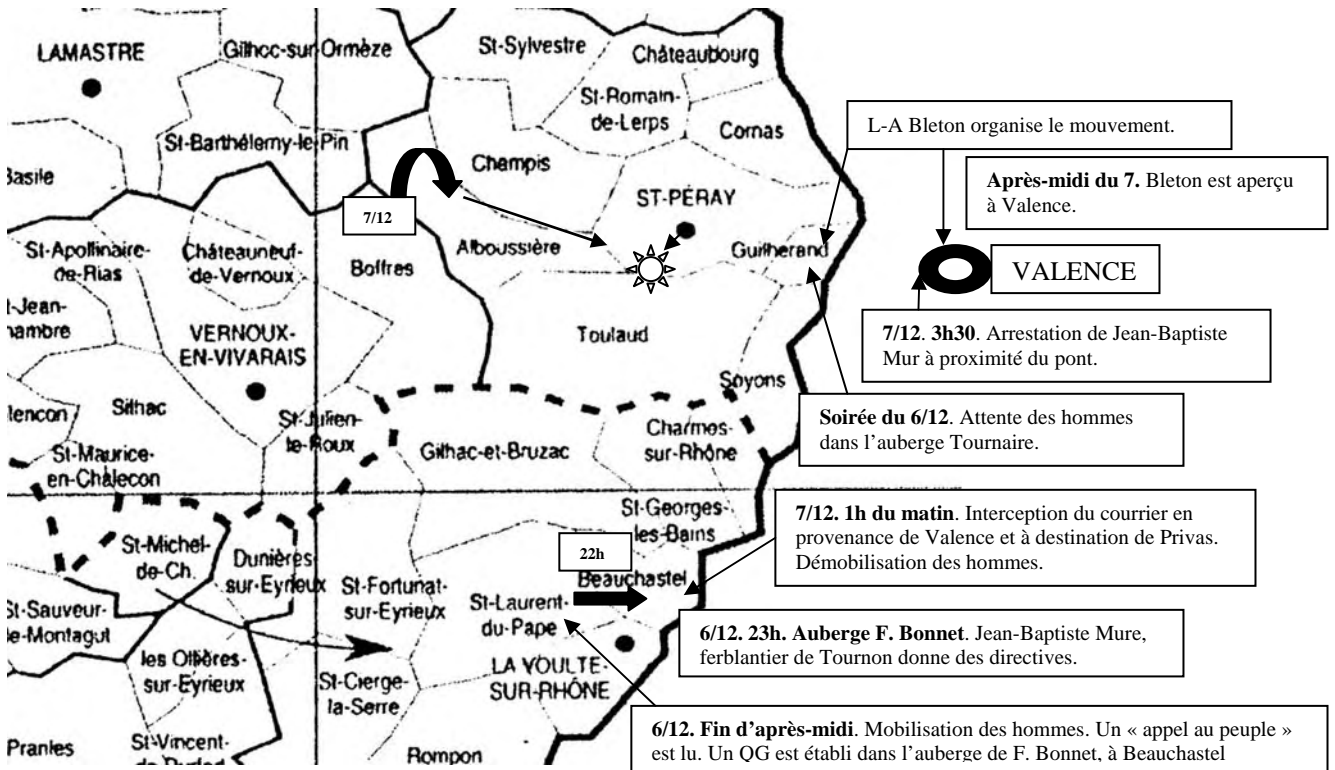 LAMASTRE
Gilhoc-sur-Ormèze
St-Sylvestre
Châteaubourg
St-Romain-
de-Lerps
Cornas
St-Barthélemy-le-Pin
Champis
Basile
7/12
ST-PÉRAY
L-A Bleton organise le mouvement.
Après-midi du 7. Bleton est aperçu
à Valence.
St-Apollinaire-
de-Rias
Châteauneuf-
de-Vernoux
Boffres
Alboussière
Guilherand
VALENCE
t-Jean-
hambre
VERNOUX-
EN-VIVARAIS
Toulaud
7/12. 3h30. Arrestation de Jean-Baptiste
Mur à proximité du pont.
Soyons
lencon
Silhac
St-Julien-
le-Roux
Gilhac-et-Bruzac
Charmes-
sur-Rhône
Soirée du 6/12. Attente des hommes
dans l’auberge Tournaire.
St-Maurice-
en-Chalecon
St-Georges-
les-Bains
7/12. 1h du matin. Interception du courrier en
provenance de Valence et à destination de Privas.
Démobilisation des hommes.
St-Michel-
de-Ch.
Dunières-
sur-Eyrieux
St-Fortunat-
sur-Eyrieux
22h
Beauchastel
St-Laurent-
du-Pape
St-Sauveur-
e-Montagut
6/12. 23h. Auberge F. Bonnet. Jean-Baptiste Mure,
ferblantier de Tournon donne des directives.
les Ollières-
sur-Eyrieux
St-Cierge-
la-Serre
LA VOULTE-
SUR-RHÔNE
6/12. Fin d’après-midi. Mobilisation des hommes. Un « appel au peuple »
est lu. Un QG est établi dans l’auberge de F. Bonnet, à Beauchastel
Pranles
St-Vincent-
Rompon